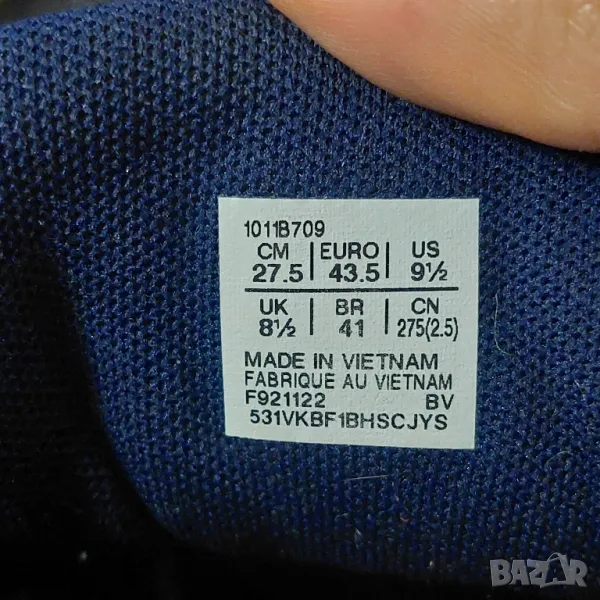 1011B709
CM EURO US
27.5 43.5 9½
UK BR CN
8½ 41 275(2.5)
MADE IN VIETNAM
FABRIQUE AU VIETNAM
F921122 BV
531VKBF1BHSCJYS
BAZAR